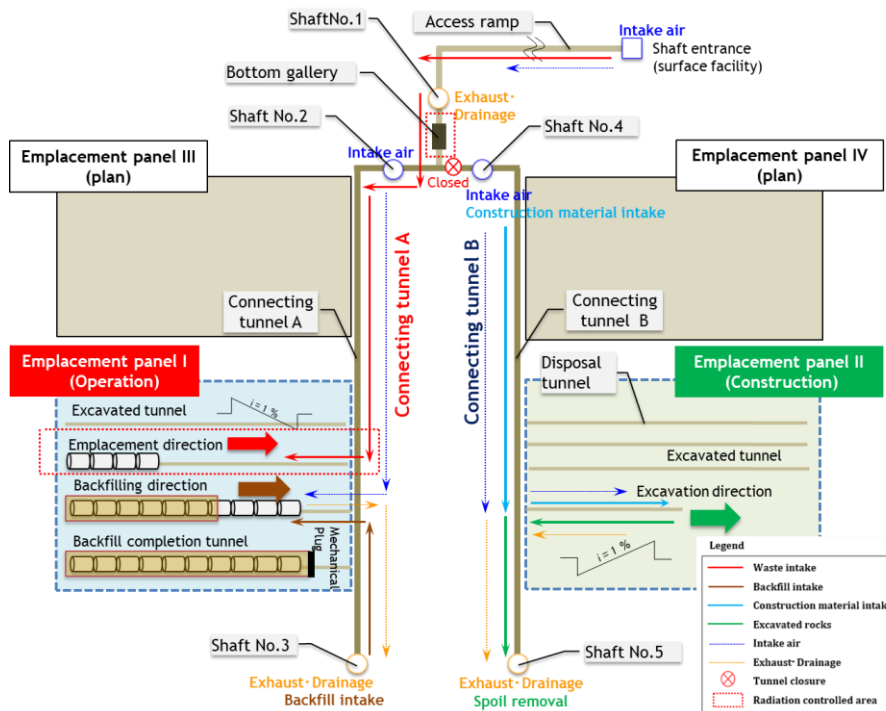 ShaftNo.1
Access ramp
Intake air
Shaft entrance
(surface facility)
Bottom gallery
Exhaust·
Drainage
Shaft No.2
Shaft No.4
Emplacement panel III
(plan)
Intake air
Closed
Emplacement panel IV
(plan)
Intake air
Construction material intake
Connecting tunnel A
Connecting tunnel B
Connecting
tunnel A
Connecting
tunnel B
Emplacement panel I
(Operation)
Disposal
tunnel
Emplacement panel II
(Construction)
Excavated tunnel
i = 1 %
Emplacement direction
Excavated tunnel
Backfilling direction
Excavation direction
Backfill completion tunnel
Mechanical
Plug
i = 1 %
Legend
Waste intake
Backfill intake
Construction material intake
Excavated rocks
Intake air
Exhaust· Drainage
Tunnel closure
Radiation controlled area
Shaft No.3
Shaft No.5
Exhaust· Drainage
Backfill intake
Exhaust· Drainage
Spoil removal